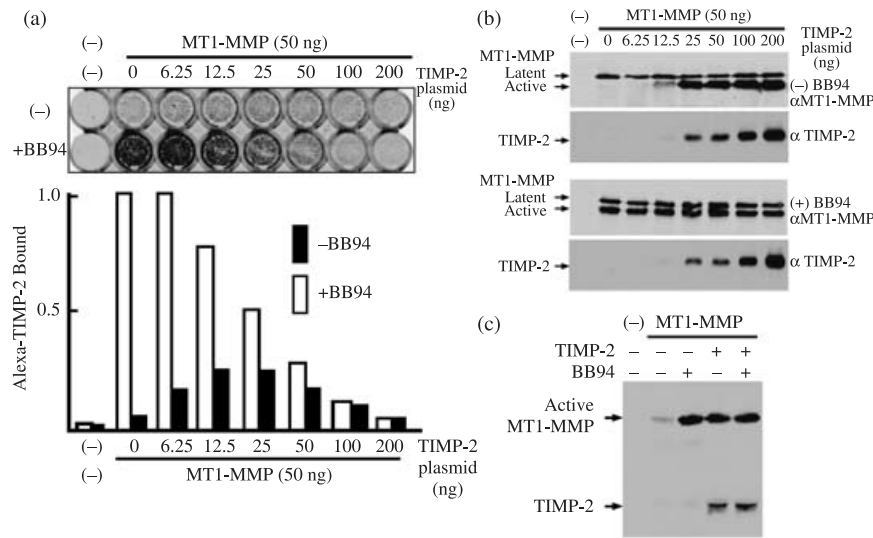 (a)
(–) MT1-MMP (50 ng)
(–) 0 6.25 12.5 25 50 100 200 TIMP-2
plasmid
(ng)
(–)
+BB94
1.0
0.5
Alexa-TIMP-2 Bound
–BB94
+BB94
(–) 0 6.25 12.5 25 50 100 200 TIMP-2
plasmid
(ng)
(–) MT1-MMP (50 ng)
(b)
(–) MT1-MMP (50 ng)
(–) 0 6.25 12.5 25 50 100 200 TIMP-2
plasmid
(ng)
MT1-MMP
Latent
Active
(–) BB94
αMT1-MMP
TIMP-2
α TIMP-2
MT1-MMP
Latent
Active
(+) BB94
αMT1-MMP
TIMP-2
α TIMP-2
(c)
(–) MT1-MMP
TIMP-2 – – – + +
BB94 – – + – +
Active
MT1-MMP
TIMP-2